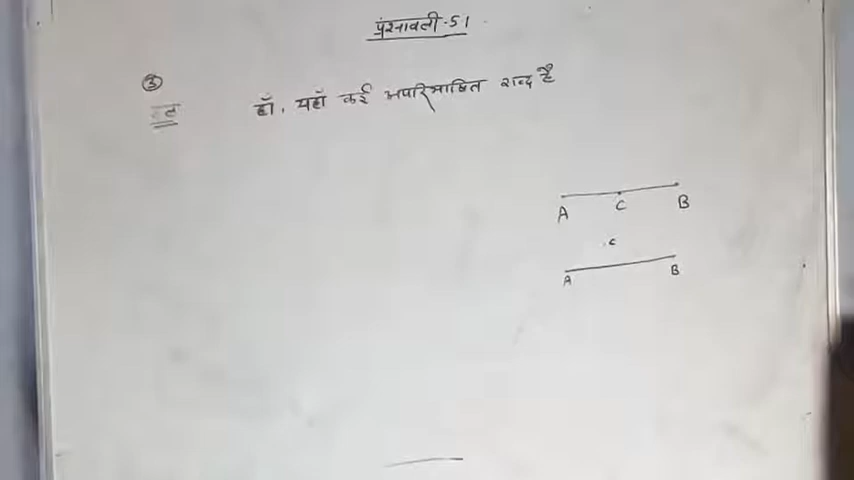 प्रश्नावली-5.1
③
हल
हाँ, यहाँ कई अपरिभाषित शब्द है
A C B
C
A B